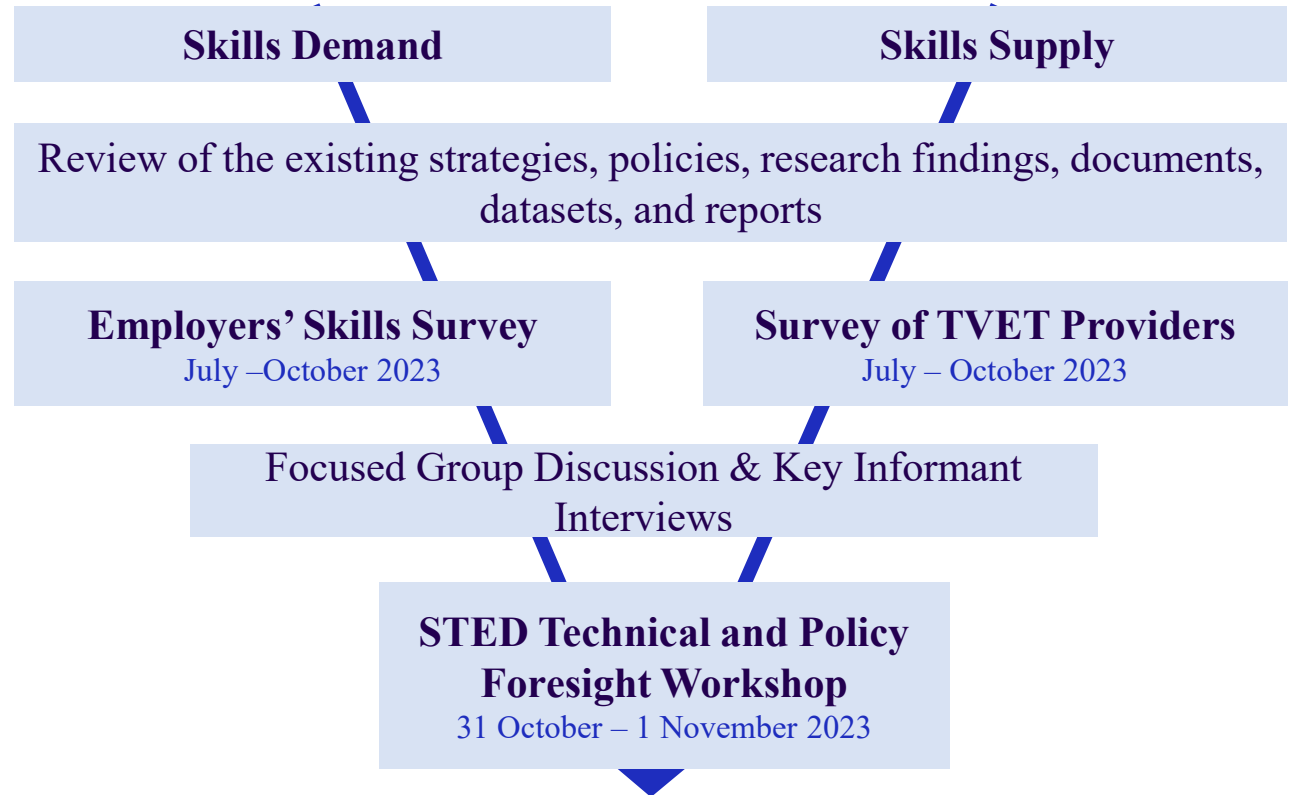 Skills Demand
Skills Supply
Review of the existing strategies, policies, research findings, documents,
datasets, and reports
Employers’ Skills Survey
July –October 2023
Survey of TVET Providers
July – October 2023
Focused Group Discussion & Key Informant
Interviews
STED Technical and Policy
Foresight Workshop
31 October – 1 November 2023